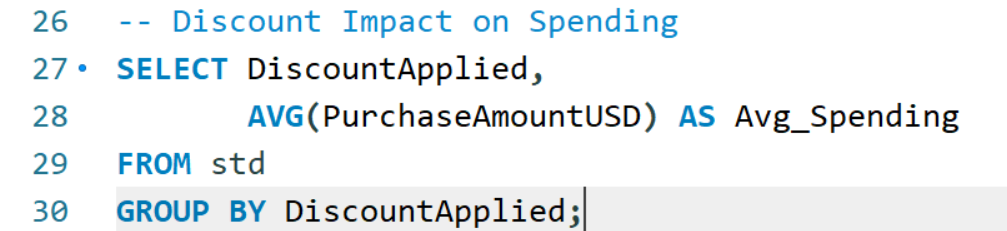 26 -- Discount Impact on Spending
27 • SELECT DiscountApplied,
28 AVG(PurchaseAmountUSD) AS Avg_Spending
29 FROM std
30 GROUP BY DiscountApplied;